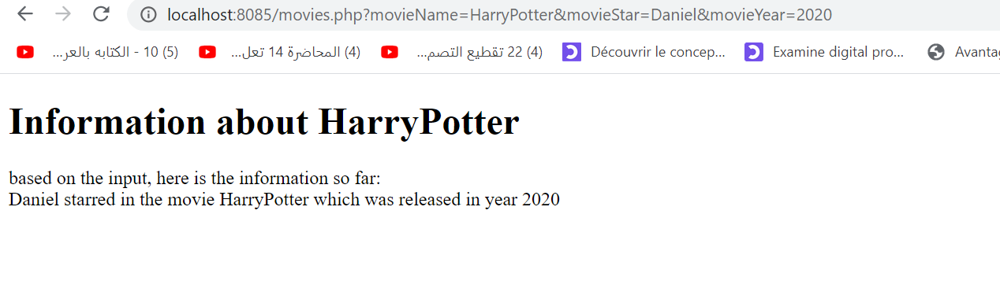 localhost:8085/movies.php?movieName=HarryPotter&movieStar=Daniel&movieYear=2020
(5) 10 - الكتابه بالعر...
(4) المحاضرة 14 تعل...
(4) 22 تقطيع التصم...
Découvrir le concep...
Examine digital pro...
Avantag
Information about HarryPotter
based on the input, here is the information so far:
Daniel starred in the movie HarryPotter which was released in year 2020